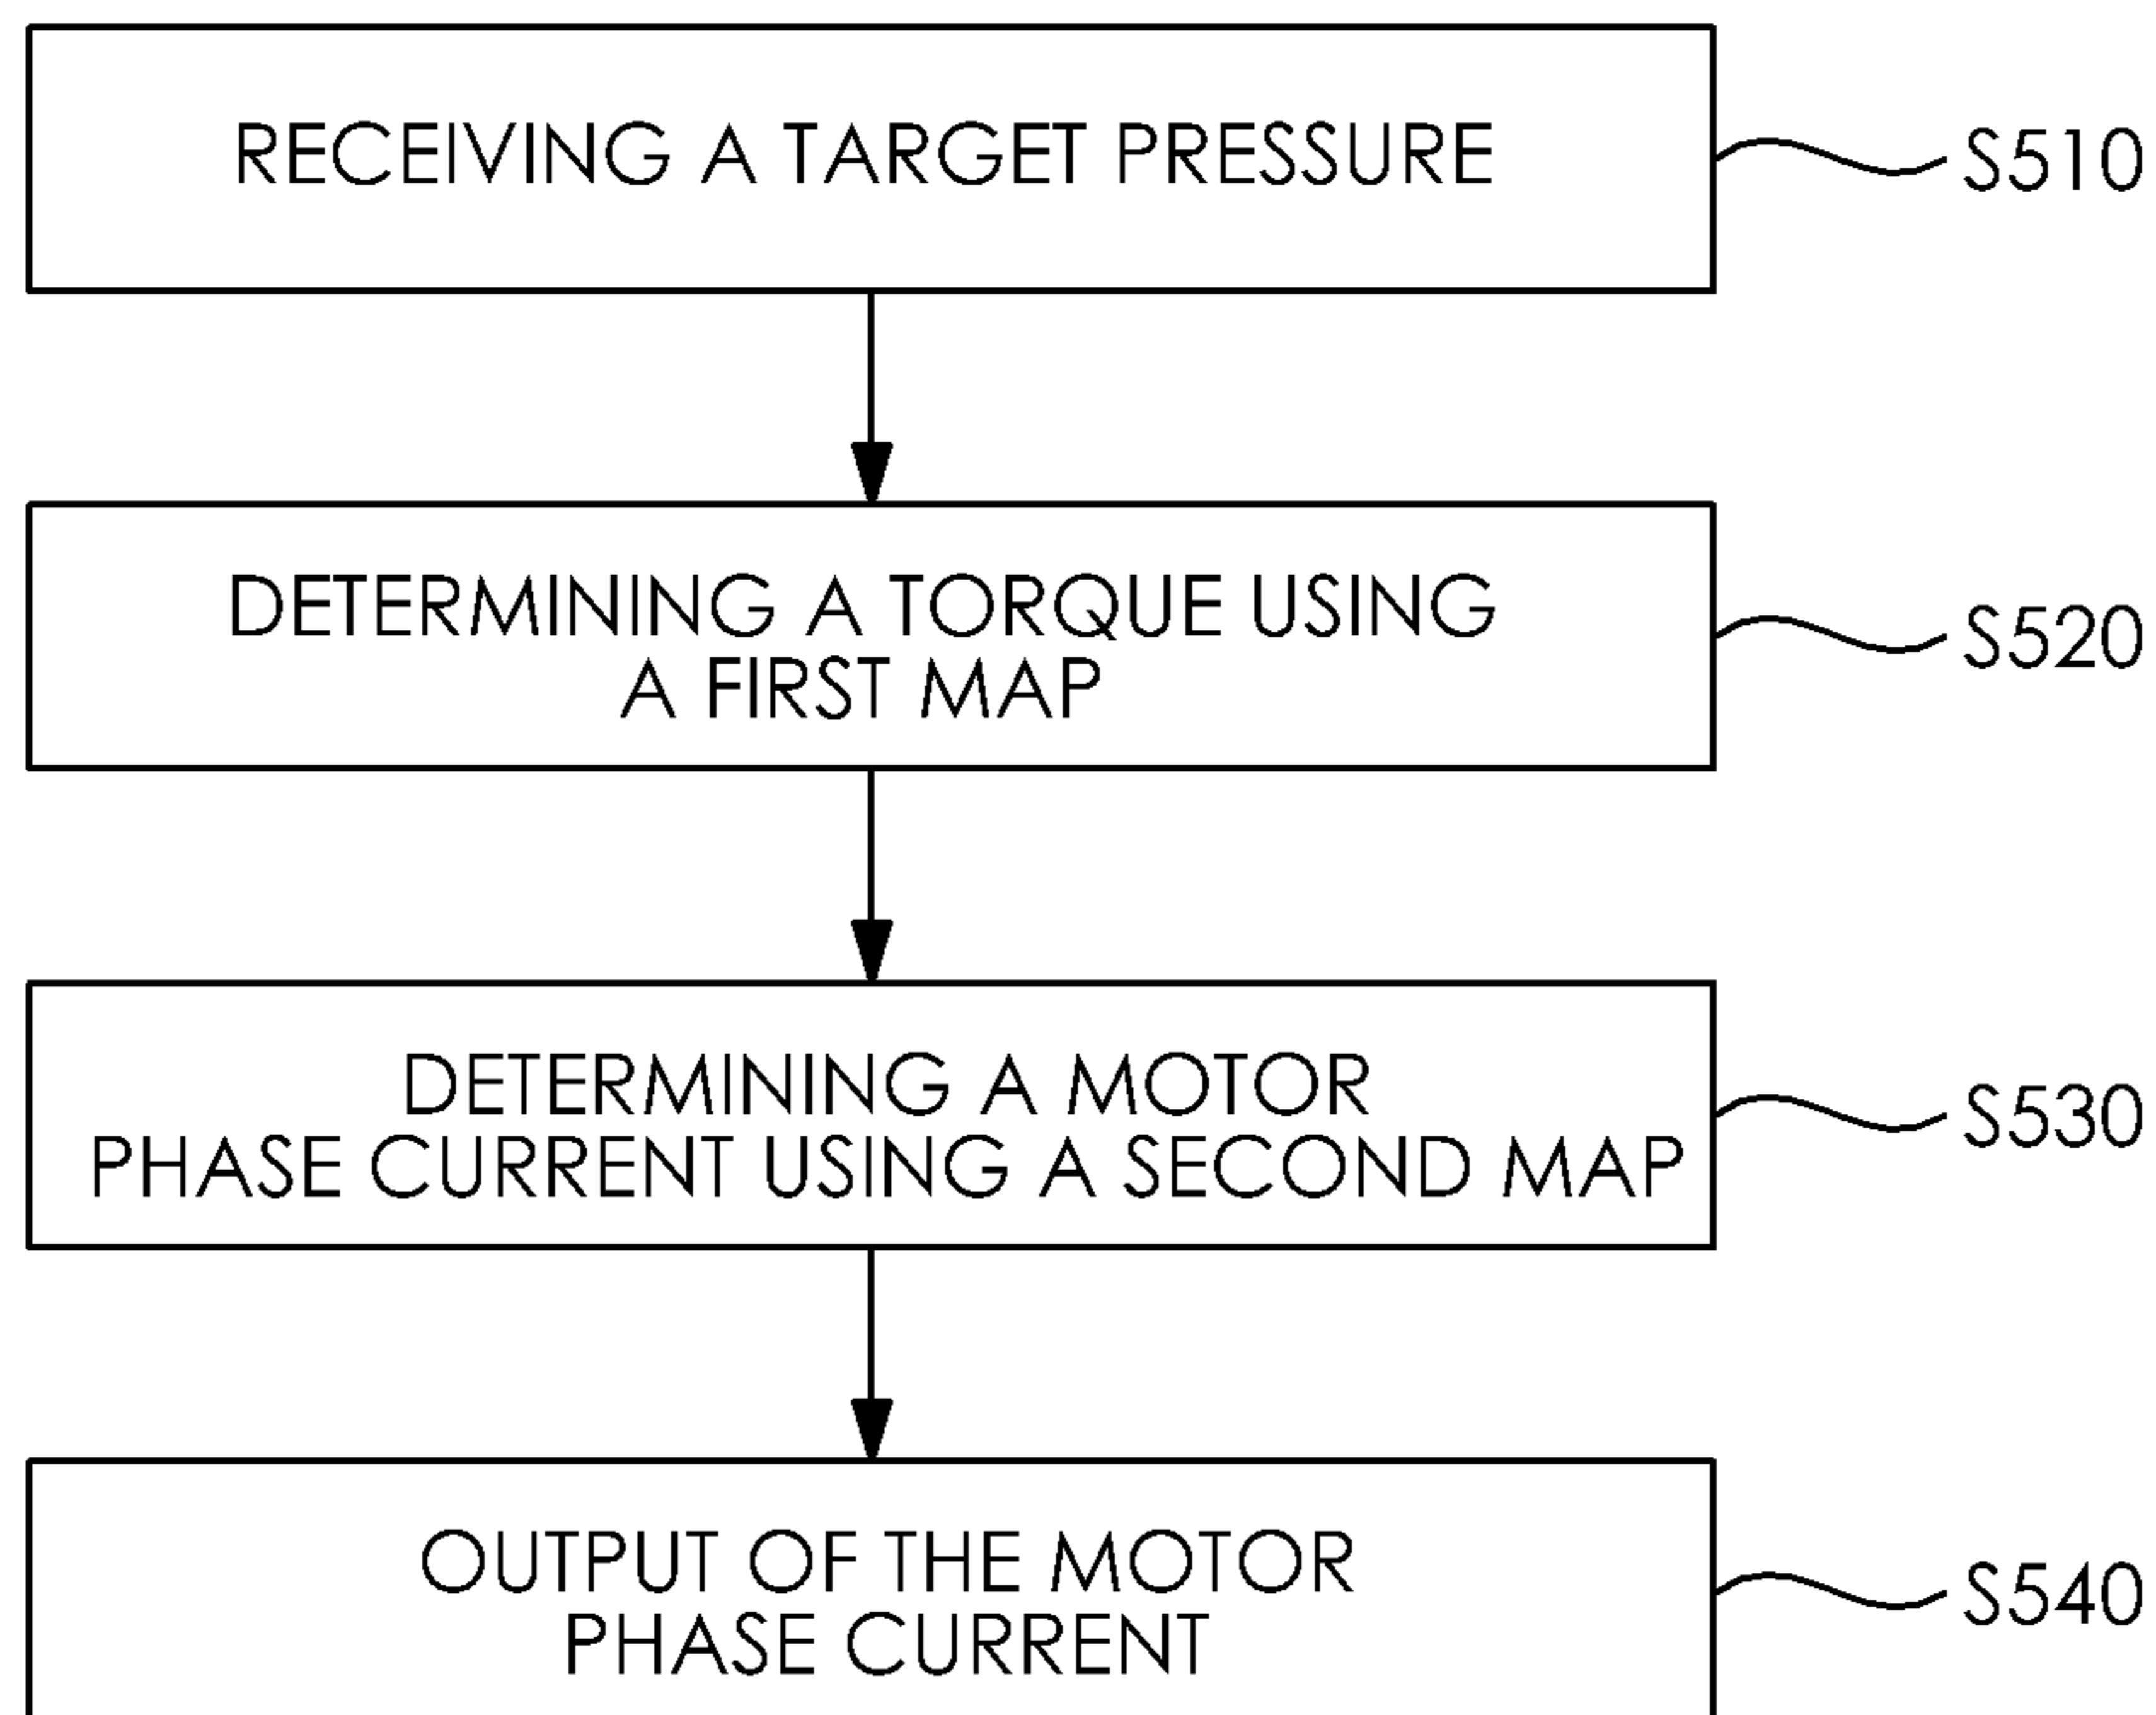 RECEIVING A TARGET PRESSURE
S510
DETERMINING A TORQUE USING
A FIRST MAP
S520
DETERMINING A MOTOR
PHASE CURRENT USING A SECOND MAP
S530
OUTPUT OF THE MOTOR
PHASE CURRENT
S540